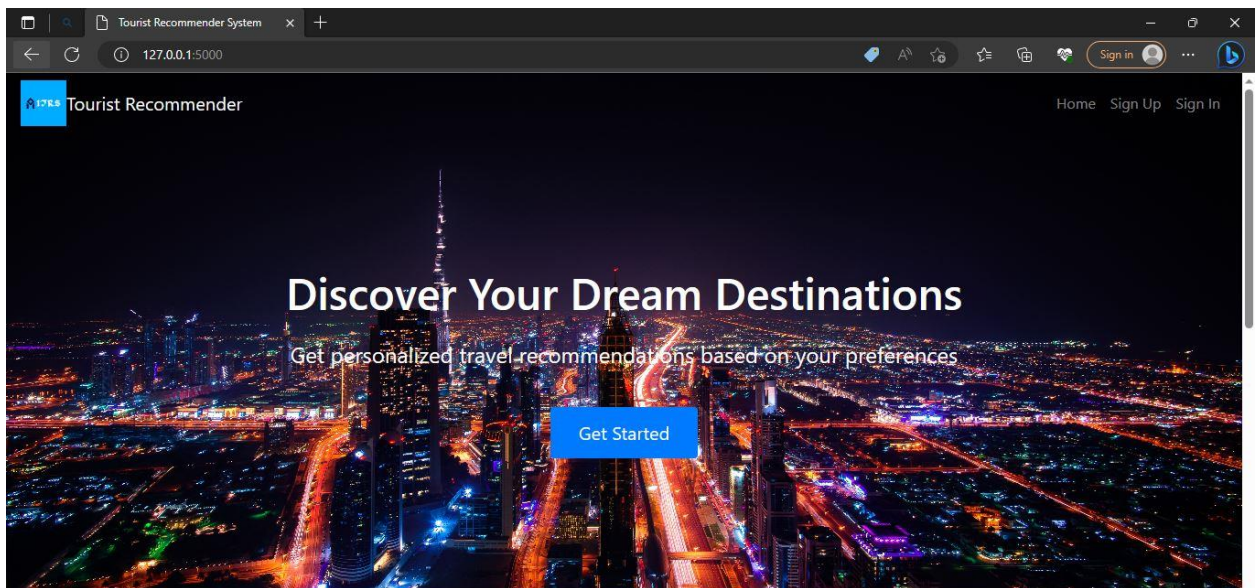 Tourist Recommender System
127.0.0.1:5000
Sign in
Tourist Recommender
Home Sign Up Sign In
Discover Your Dream Destinations
Get personalized travel recommendations based on your preferences
Get Started